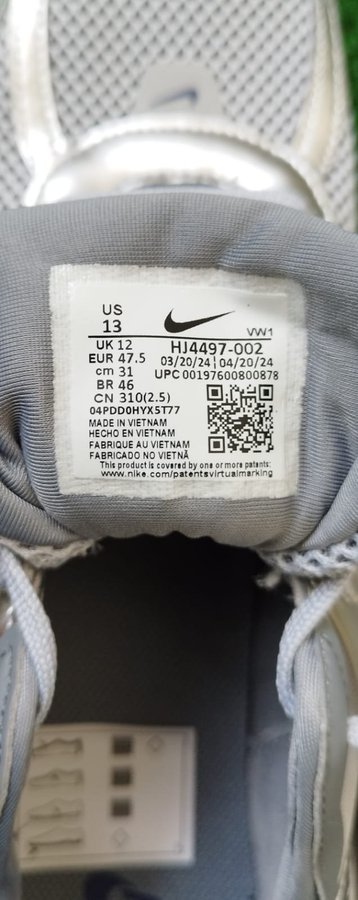 US
13
VW1
UK 12
HJ4497-002
EUR 47.5
03/20/24 | 04/20/24
cm 31
UPC 00197600800878
BR 46
CN 310(2.5)
04PDD0HYX5T77
MADE IN VIETNAM
HECHO EN VIETNAM
FABRIQUE AU VIETNAM
FABRICADO NO VIETNÃ
This product is covered by one or more patents:
www.nike.com/patentsvirtualmarking